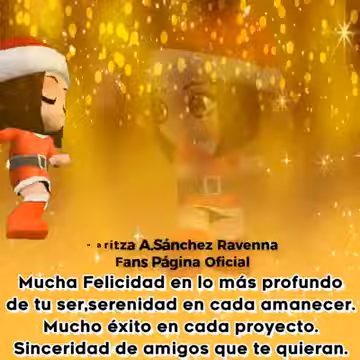 A.Sánchez Ravenna
Fans Página Oficial
Mucha Felicidad en lo más profundo
de tu ser,serenidad en cada amanecer.
Mucho éxito en cada proyecto.
Sinceridad de amigos que te quieran.